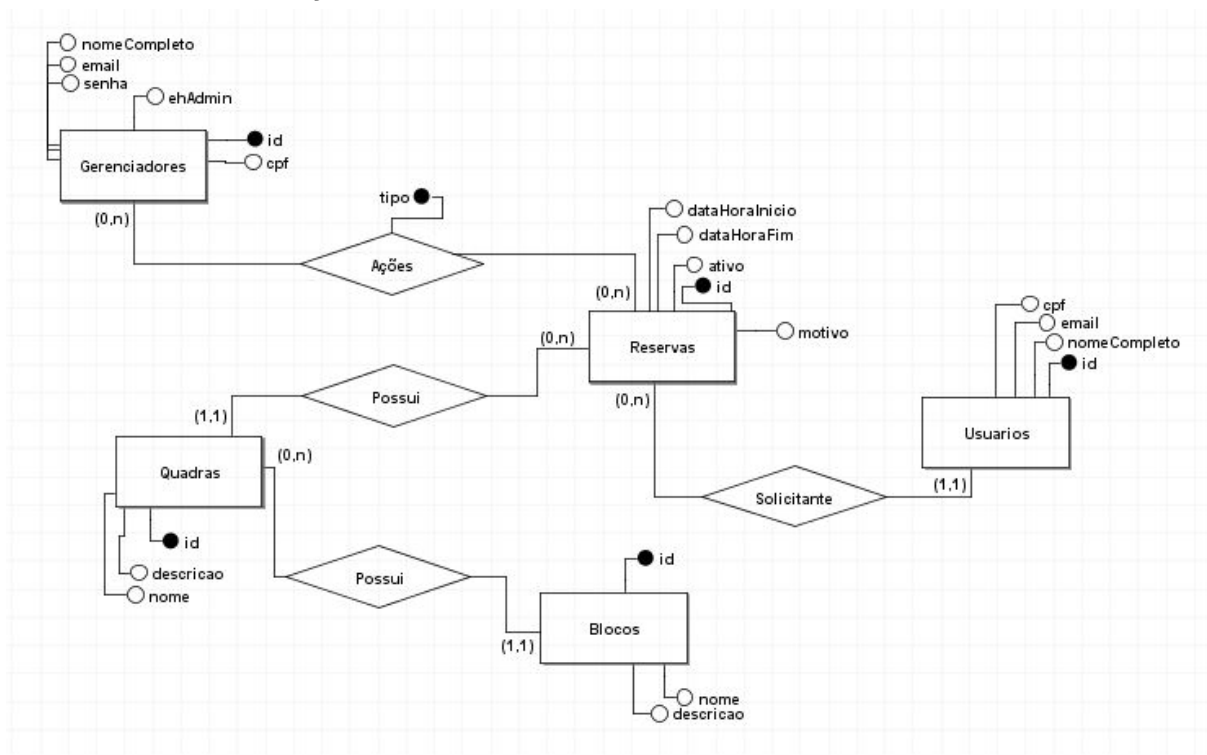 nomeCompleto
email
senha
ehAdmin
id
cpf
Gerenciadores
(0,n)
tipo
Ações
dataHoraInicio
dataHoraFim
ativo
id
motivo
(0,n)
Reservas
(0,n)
(0,n)
Possui
(1,1)
cpf
email
nomeCompleto
id
Usuarios
(1,1)
Solicitante
Quadras
(0,n)
id
descricao
nome
Possui
(1,1)
id
Blocos
nome
descricao